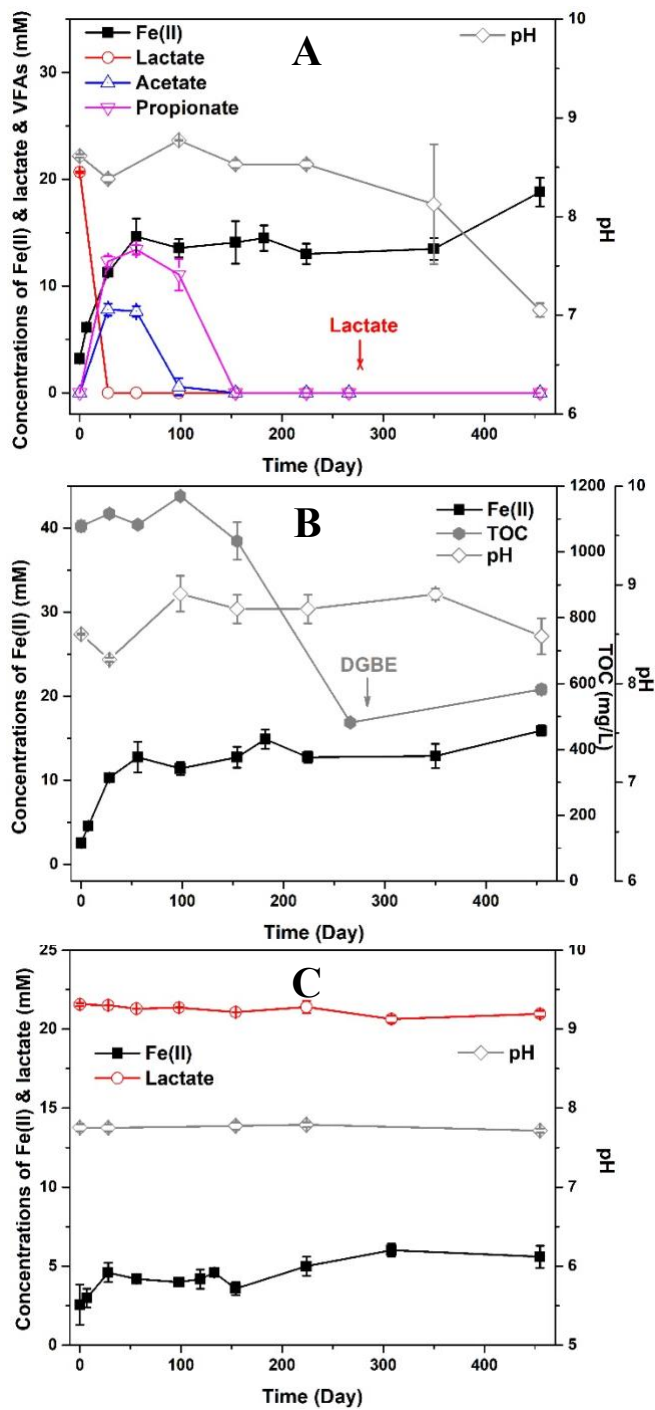 A
Fe(II)
Lactate
Acetate
Propionate
pH
Concentrations of Fe(II) & lactate & VFAs (mM)
35
30
20
10
0
10
9
8
7
6
pH
Lactate
0
100
200
300
400
Time (Day)
B
Fe(II)
TOC
pH
Concentrations of Fe(II) (mM)
40
30
20
10
0
1200
1000
800
600
400
200
0
TOC (mg/L)
10
9
8
7
6
pH
DGBE
0
100
200
300
400
Time (Day)
C
Fe(II)
Lactate
pH
Concentrations of Fe(II) & lactate (mM)
25
20
15
10
5
0
10
9
8
7
6
5
pH
0
100
200
300
400
Time (Day)